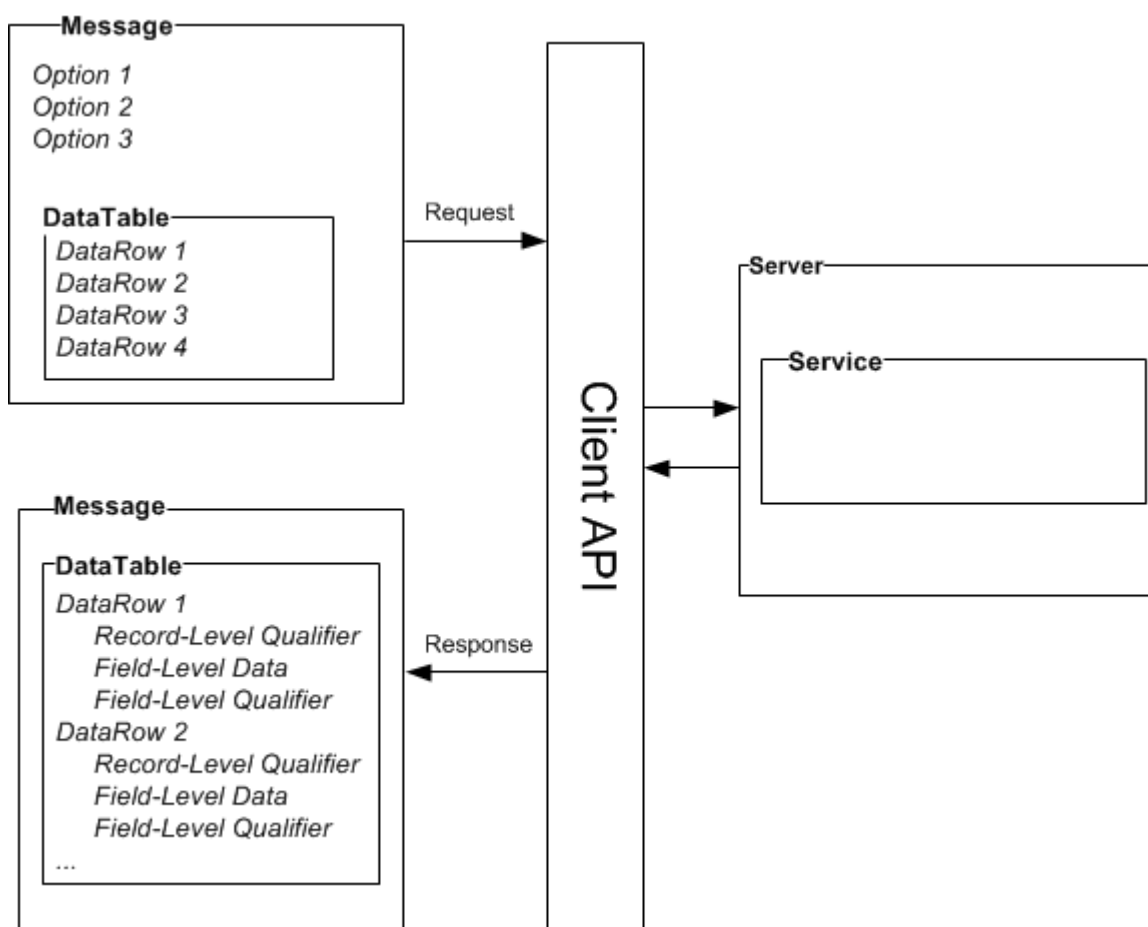 Message
Option 1
Option 2
Option 3
DataTable
DataRow 1
DataRow 2
DataRow 3
DataRow 4
Request
Client API
Server
Service
Message
DataTable
DataRow 1
Record-Level Qualifier
Field-Level Data
Field-Level Qualifier
DataRow 2
Record-Level Qualifier
Field-Level Data
Field-Level Qualifier
...
Response